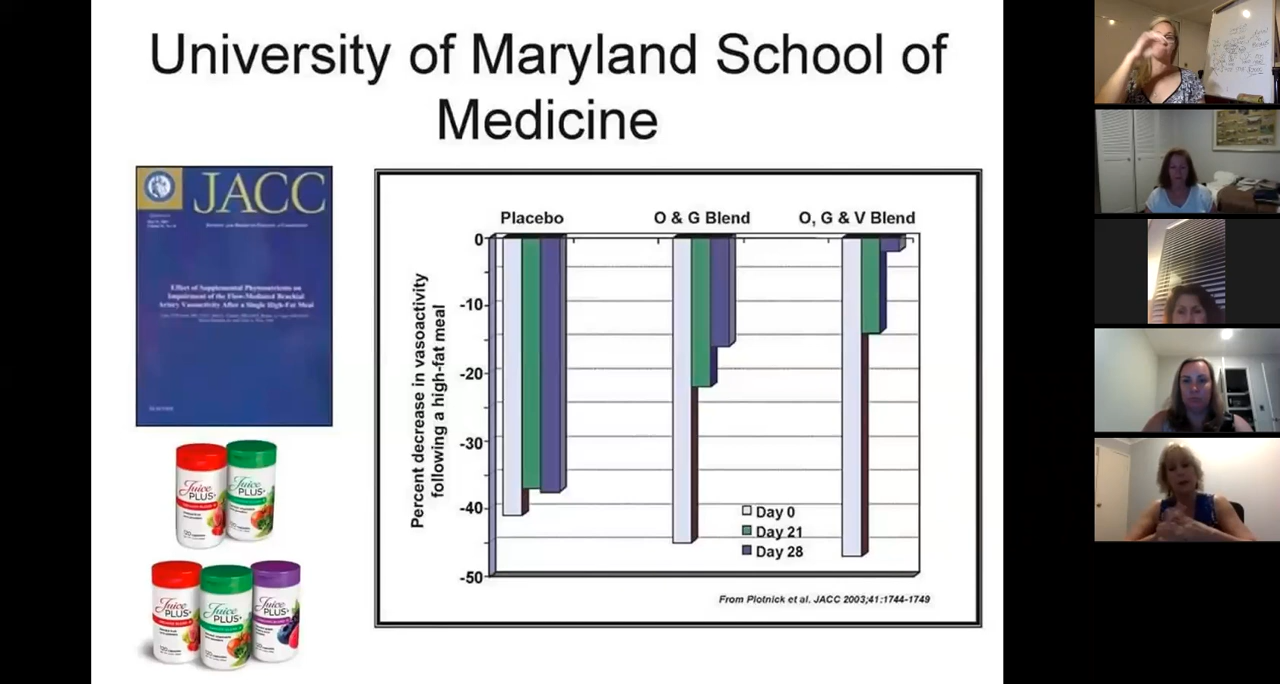 University of Maryland School of
Medicine
JACC
Effect of Supplemental Phytonutrients on
Impairment of the Flow-Mediated Brachial
Artery Vasoactivity After a Single High-Fat Meal
ELSEVIER
Juice
PLUS+
Juice
PLUS+
Juice
PLUS+
Juice
PLUS+
Juice
PLUS+
Placebo
O & G Blend
O, G & V Blend
Percent decrease in vasoactivity
following a high-fat meal
0
-10
-20
-30
-40
-50
Day 0
Day 21
Day 28
From Plotnick et al. JACC 2003;41:1744-1749